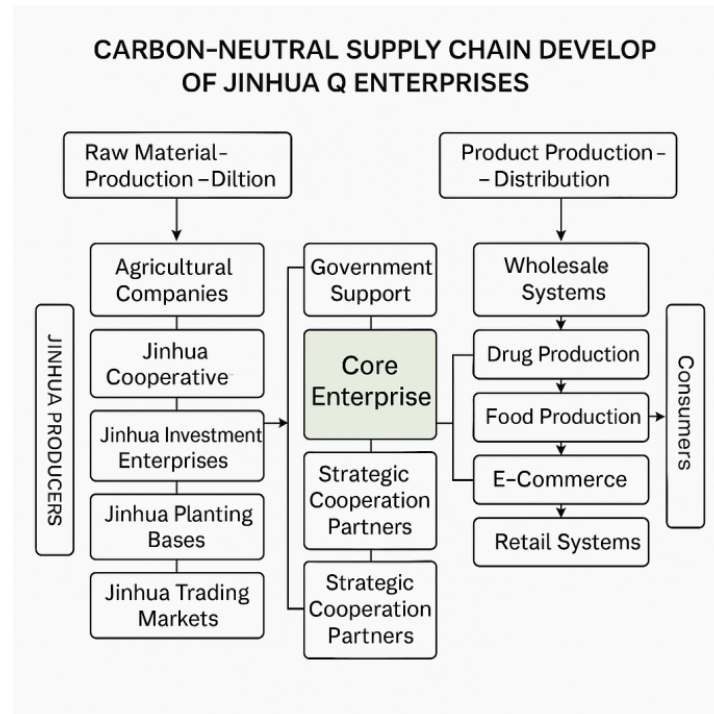 CARBON–NEUTRAL SUPPLY CHAIN DEVELOP
OF JINHUA Q ENTERPRISES
Raw Material–
Production –Diltion
Product Production –
– Distribution
JINHUA PRODUCERS
Agricultural
Companies
Jinhua
Cooperative
Jinhua Investment
Enterprises
Jinhua Planting
Bases
Jinhua Trading
Markets
Government
Support
Core
Enterprise
Strategic
Cooperation
Partners
Strategic
Cooperation
Partners
Wholesale
Systems
Drug Production
Food Production
E–Commerce
Retail Systems
Consumers